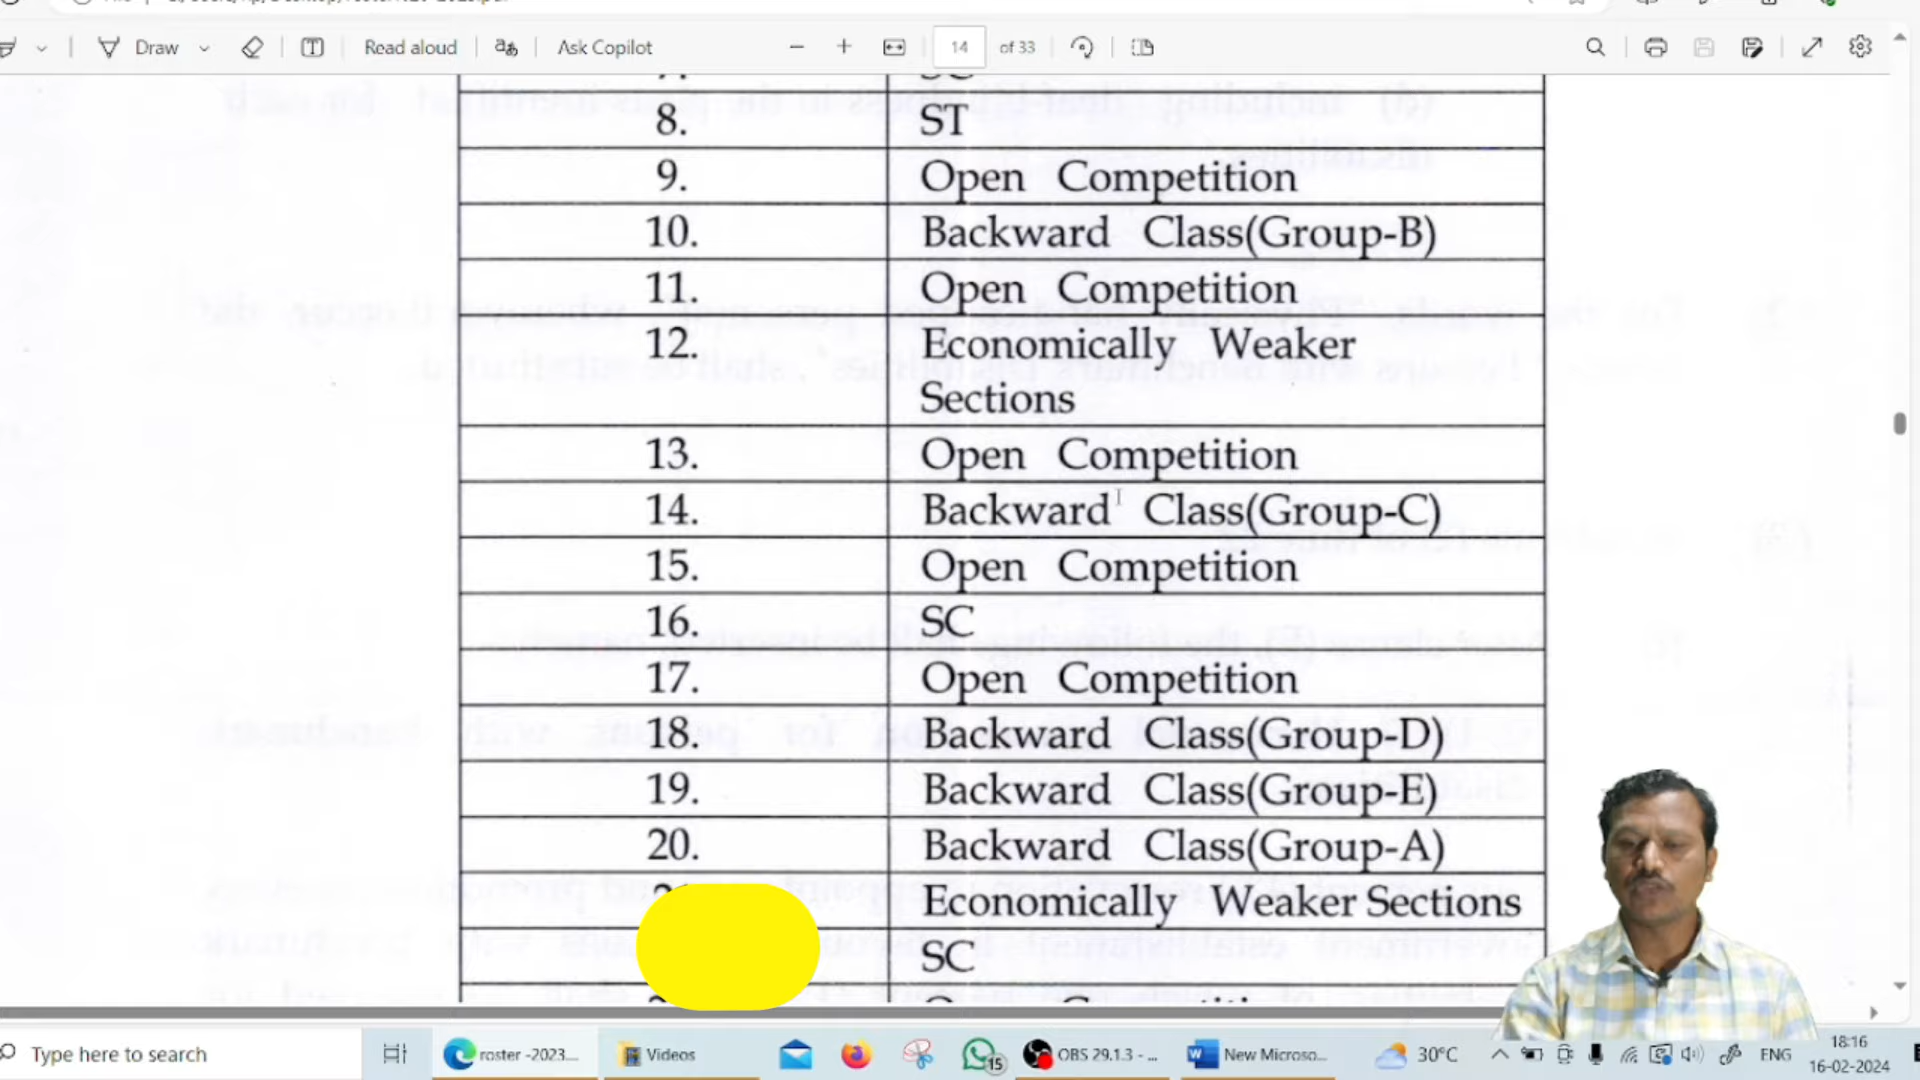 Draw
Read aloud
Ask Copilot
14
of 33
8. ST
9. Open Competition
10. Backward Class(Group-B)
11. Open Competition
12. Economically Weaker
Sections
13. Open Competition
14. Backward Class(Group-C)
15. Open Competition
16. SC
17. Open Competition
18. Backward Class(Group-D)
19. Backward Class(Group-E)
20. Backward Class(Group-A)
Economically Weaker Sections
SC
Type here to search
roster -2023...
Videos
15
OBS 29.1.3 - ...
New Microso...
30°C
ENG
18:16
16-02-2024